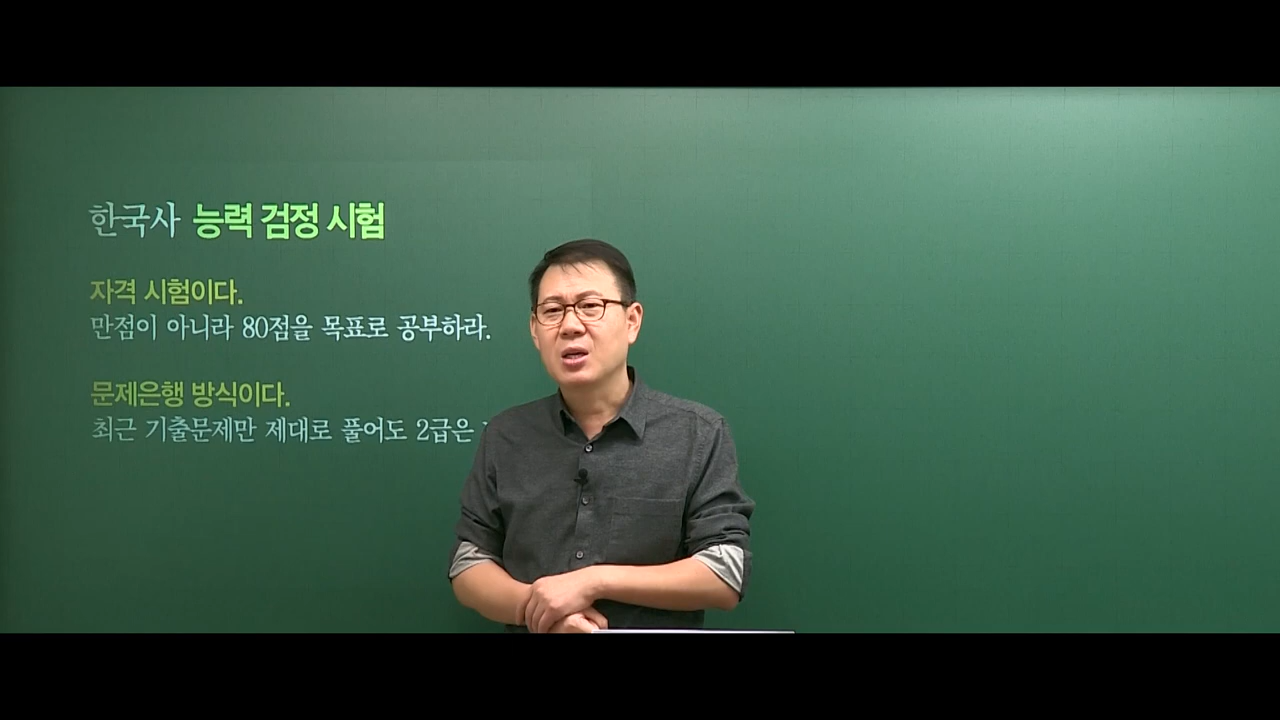 한국사 능력 검정 시험
자격 시험이다.
만점이 아니라 80점을 목표로 공부하라.
문제은행 방식이다.
최근 기출문제만 제대로 풀어도 2급은